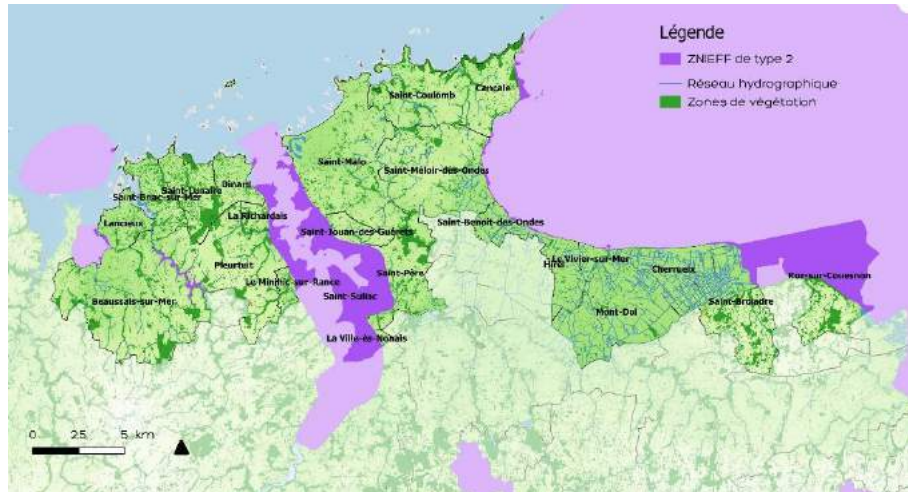 Légende
ZNIEFF de type 2
Réseau hydrographique
Zones de végétation
Cancale
Saint-Coulomb
Saint-Malo
Saint-Méloir-des-Ondes
Saint-Lunaire
Dinard
Saint-Briac-sur-Mer
Lancieux
La Richardais
Saint-Benoît-des-Ondes
Saint-Jouan-des-Guérets
Pleurtuit
Hirel
Le Vivier-sur-Mer
Cherrueix
Roz-sur-Couesnon
Saint-Père
Le Minihic-sur-Rance
Beaussais-sur-Mer
Saint-Suliac
Saint-Broladre
Mont-Dol
La Ville-ès-Nonais
0 2.5 5 km